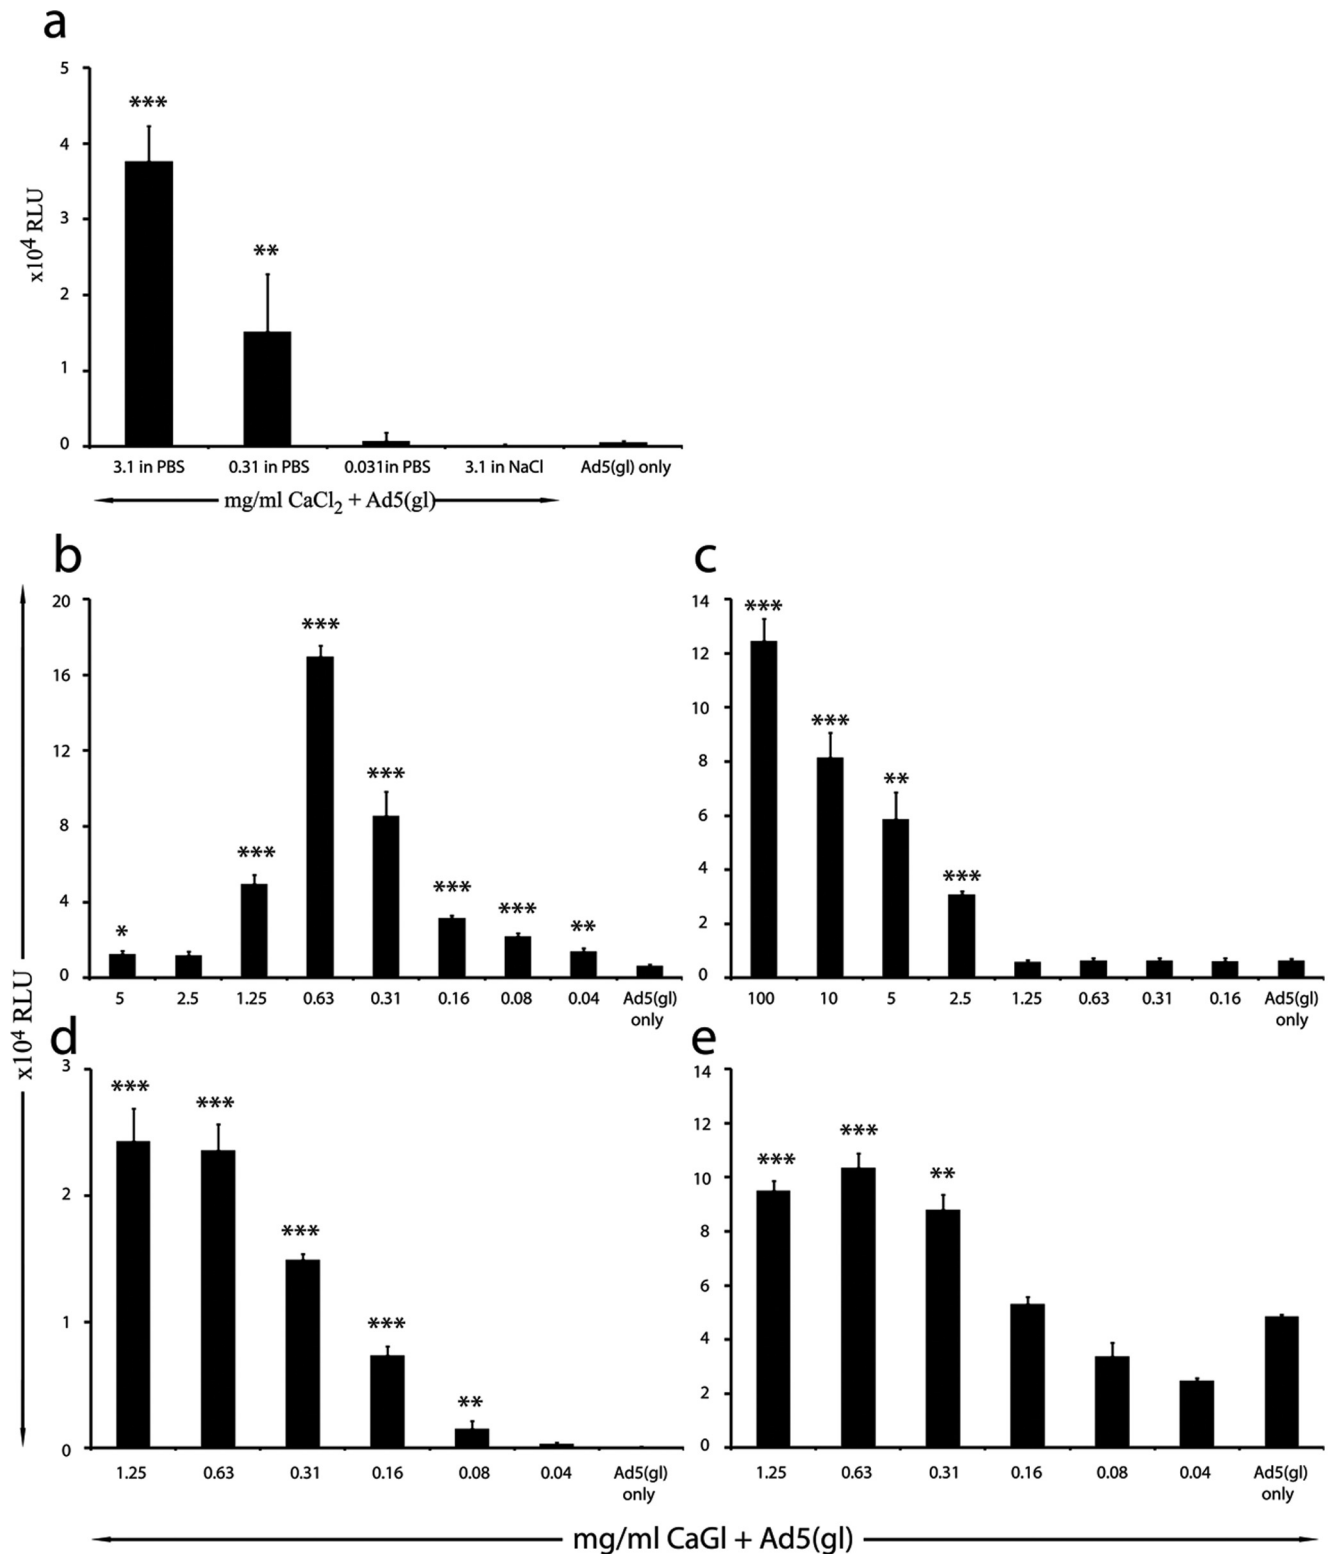 a
5
***
4
3
**
2
1
0
x10⁴ RLU
3.1 in PBS 0.31 in PBS 0.031in PBS 3.1 in NaCl Ad5(gl) only
mg/ml CaCl₂ + Ad5(gl)
b
20
***
16
12
***
8
***
***
4
***
**
*
0
5 2.5 1.25 0.63 0.31 0.16 0.08 0.04 Ad5(gl)
only
c
14
***
12
10
***
8
**
6
4
***
2
0
100 10 5 2.5 1.25 0.63 0.31 0.16 Ad5(gl)
only
x10⁴ RLU
d
3
***
***
2
***
1
***
**
0
1.25 0.63 0.31 0.16 0.08 0.04 Ad5(gl)
only
e
14
12
***
***
10
**
8
6
4
2
0
1.25 0.63 0.31 0.16 0.08 0.04 Ad5(gl)
only
mg/ml CaGl + Ad5(gl)